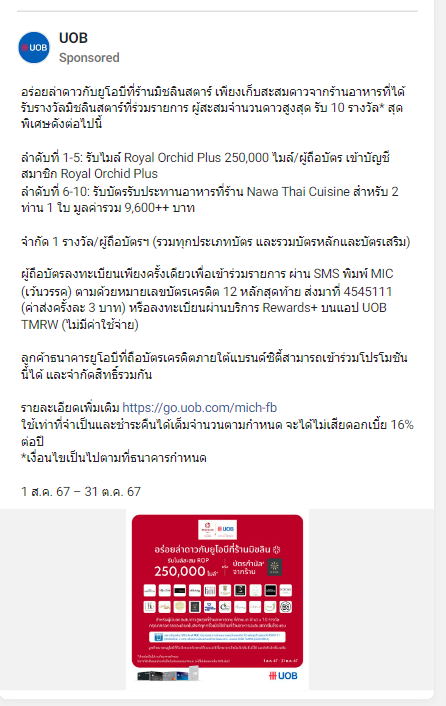 UOB
UOB
Sponsored
อร่อยล่าดาวกับยูโอบีที่ร้านมิชลินสตาร์ เพียงเก็บสะสมดาวจากร้านอาหารที่ได้
รับรางวัลมิชลินสตาร์ที่ร่วมรายการ ผู้สะสมจำนวนดาวสูงสุด รับ 10 รางวัล* สุด
พิเศษดังต่อไปนี้
ลำดับที่ 1-5: รับไมล์ Royal Orchid Plus 250,000 ไมล์/ผู้ถือบัตร เข้าบัญชี
สมาชิก Royal Orchid Plus
ลำดับที่ 6-10: รับบัตรรับประทานอาหารที่ร้าน Nawa Thai Cuisine สำหรับ 2
ท่าน 1 ใบ มูลค่ารวม 9,600++ บาท
จำกัด 1 รางวัล/ผู้ถือบัตรฯ (รวมทุกประเภทบัตร และรวมบัตรหลักและบัตรเสริม)
ผู้ถือบัตรลงทะเบียนเพียงครั้งเดียวเพื่อเข้าร่วมรายการ ผ่าน SMS พิมพ์ MIC
(เว้นวรรค) ตามด้วยหมายเลขบัตรเครดิต 12 หลักสุดท้าย ส่งมาที่ 4545111
(ค่าส่งครั้งละ 3 บาท) หรือลงทะเบียนผ่านบริการ Rewards+ บนแอป UOB
TMRW (ไม่มีค่าใช้จ่าย)
ลูกค้าธนาคารยูโอบีที่ถือบัตรเครดิตภายใต้แบรนด์ซิตี้สามารถเข้าร่วมโปรโมชัน
นี้ได้ และจำกัดสิทธิ์รวมกัน
รายละเอียดเพิ่มเติม https://go.uob.com/mich-fb
ใช้เท่าที่จำเป็นและชำระคืนได้เต็มจำนวนตามกำหนด จะได้ไม่เสียดอกเบี้ย 16%
ต่อปี
*เงื่อนไขเป็นไปตามที่ธนาคารกำหนด
1 ส.ค. 67 – 31 ต.ค. 67
UOB
อร่อยล่าดาวกับยูโอบีที่ร้านมิชลิน
รับไมล์สะสม ROP
250,000 ไมล์*
บัตรกำนัล*
จากร้าน
1 ส.ค. 67 - 31 ต.ค. 67
UOB